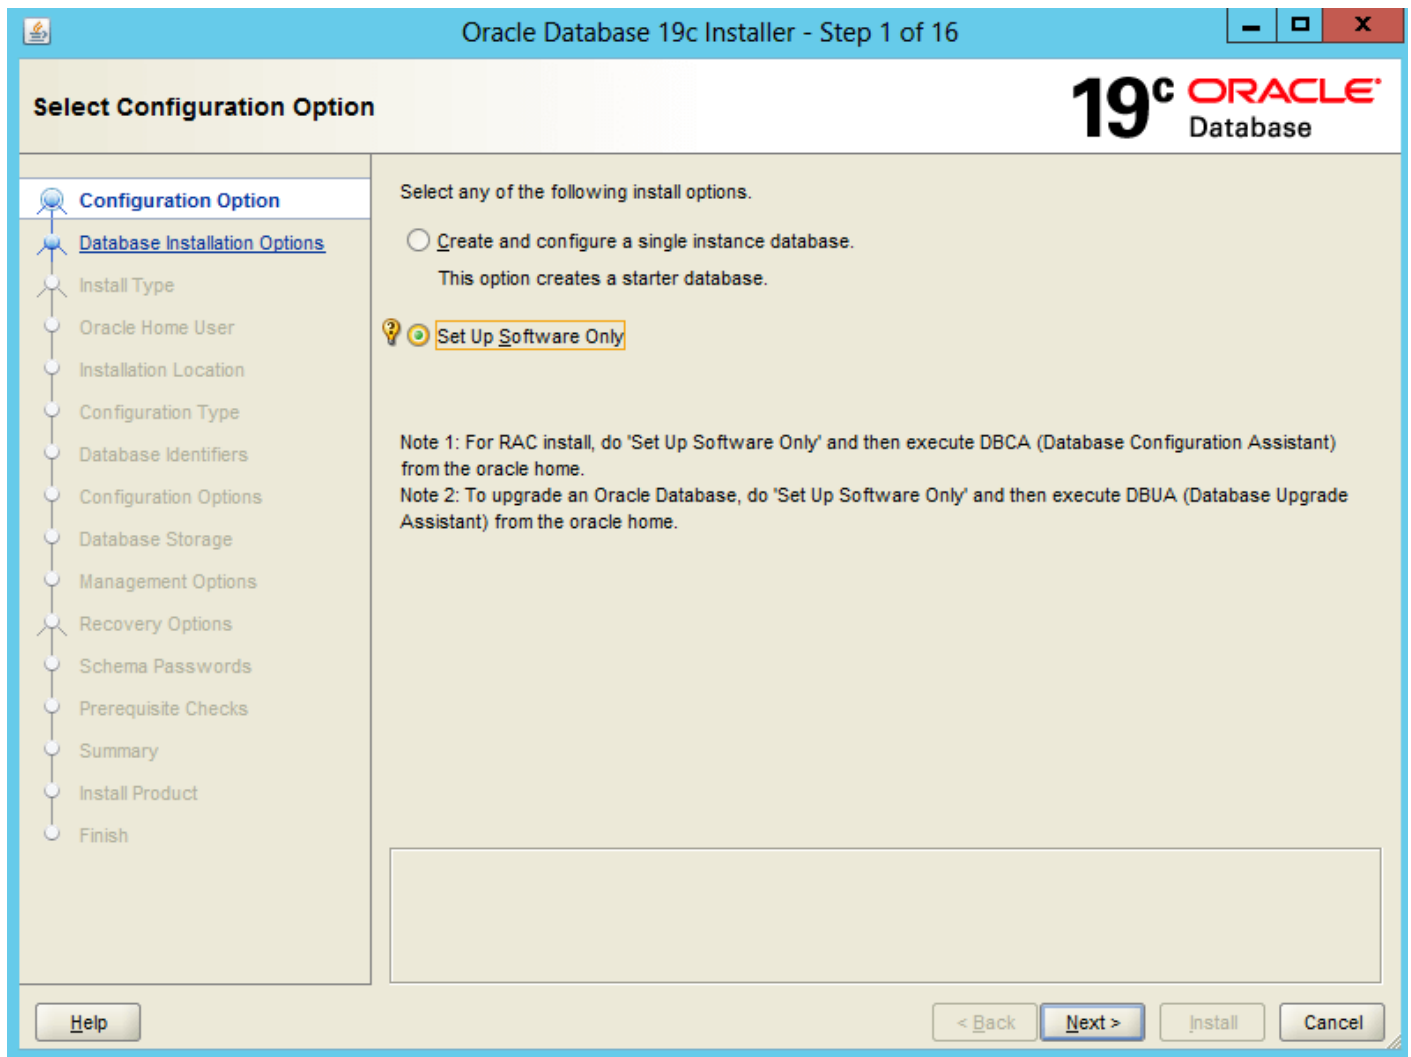 Oracle Database 19c Installer - Step 1 of 16
Select Configuration Option
19c ORACLE
Database
Configuration Option
Database Installation Options
Install Type
Oracle Home User
Installation Location
Configuration Type
Database Identifiers
Configuration Options
Database Storage
Management Options
Recovery Options
Schema Passwords
Prerequisite Checks
Summary
Install Product
Finish
Select any of the following install options.
Create and configure a single instance database.
This option creates a starter database.
Set Up Software Only
Note 1: For RAC install, do 'Set Up Software Only' and then execute DBCA (Database Configuration Assistant)
from the oracle home.
Note 2: To upgrade an Oracle Database, do 'Set Up Software Only' and then execute DBUA (Database Upgrade
Assistant) from the oracle home.
Help
< Back
Next >
Install
Cancel